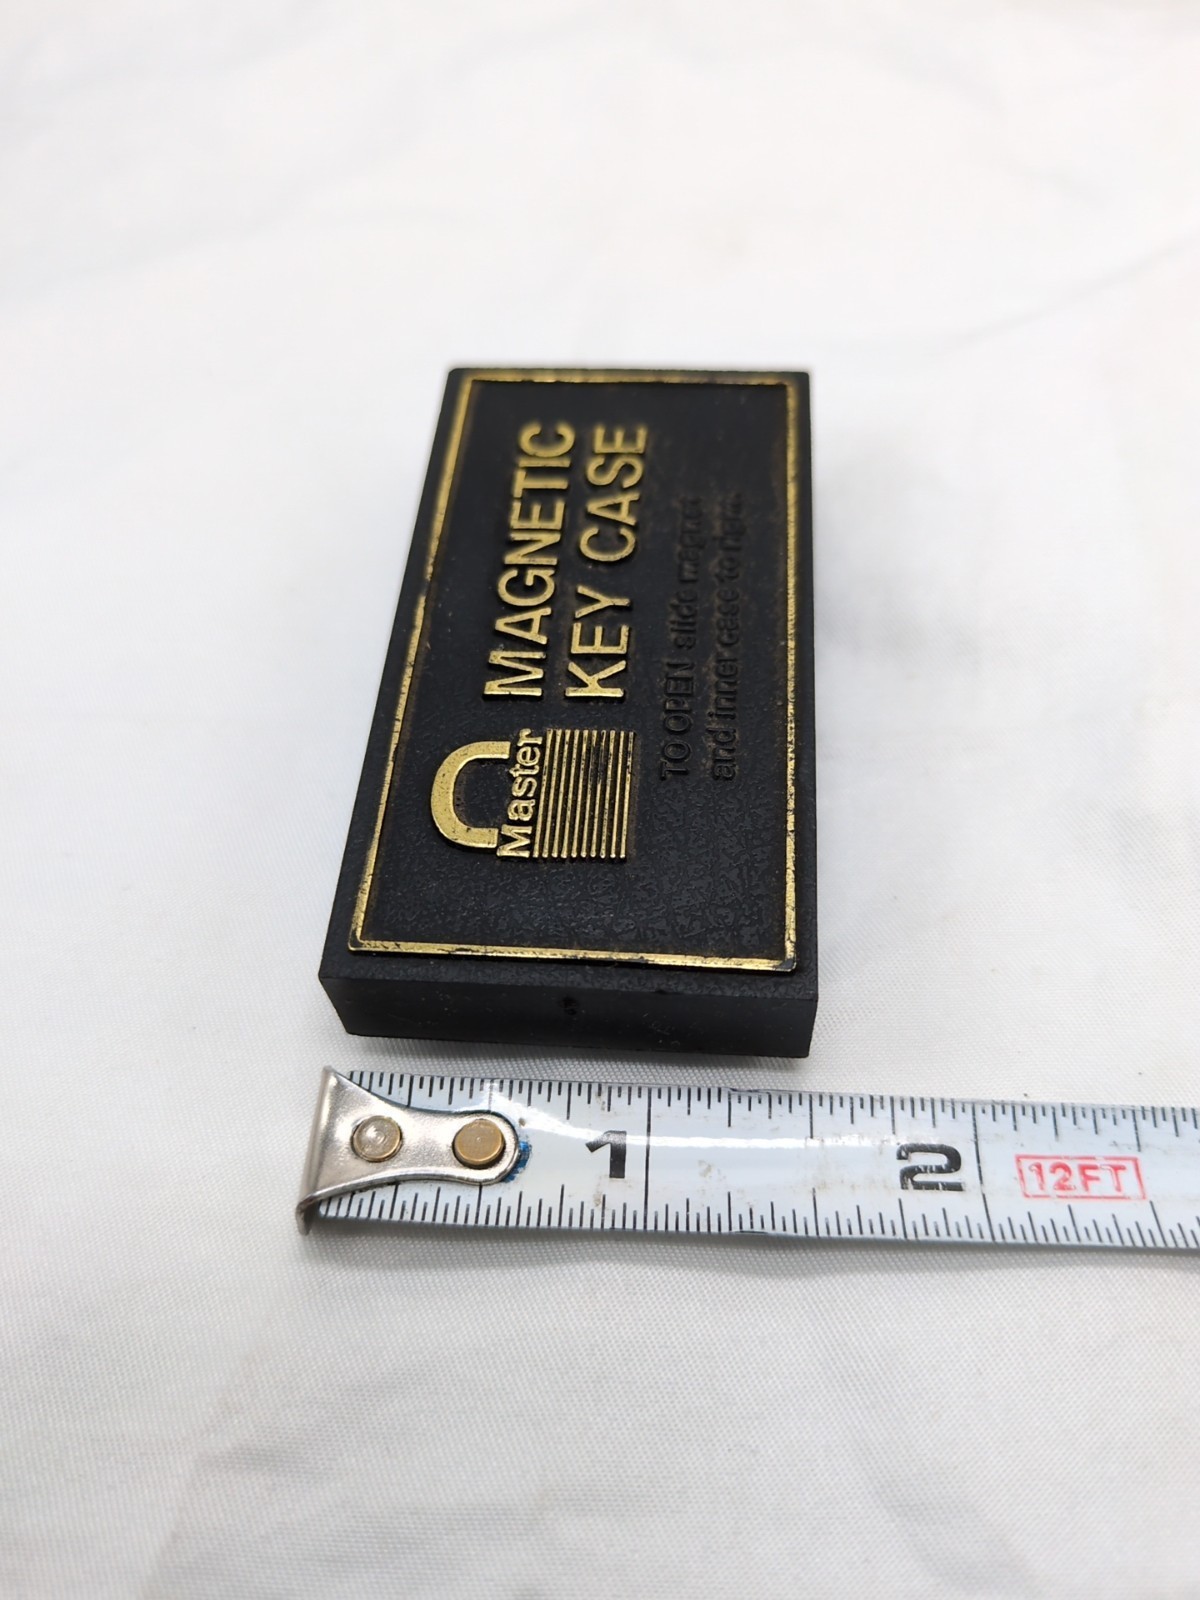 MAGNETIC
KEY CASE
Master
TO OPEN slide magnet
and inner case to right.
1
2
12FT